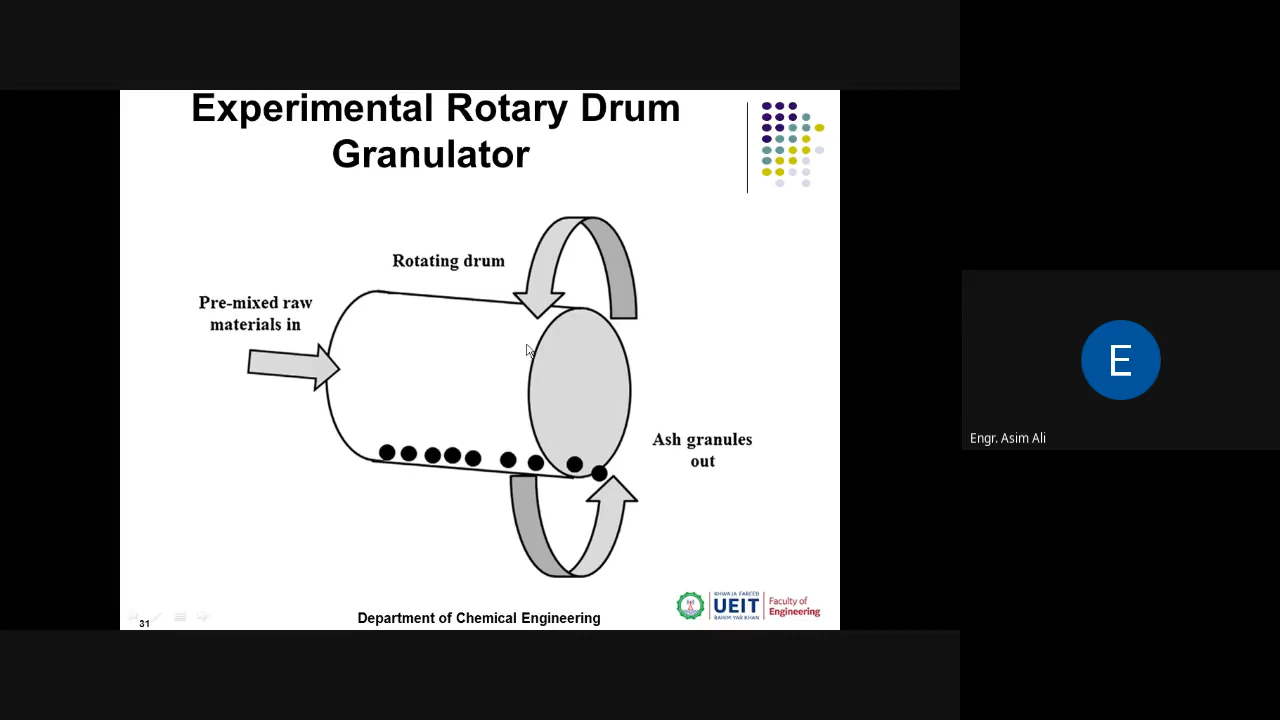 Experimental Rotary Drum
Granulator
Rotating drum
Pre-mixed raw
materials in
Ash granules
out
E
Engr. Asim Ali
31
Department of Chemical Engineering
KHWAJA FAREED
UEIT
RAHIM YAR KHAN
Faculty of
Engineering